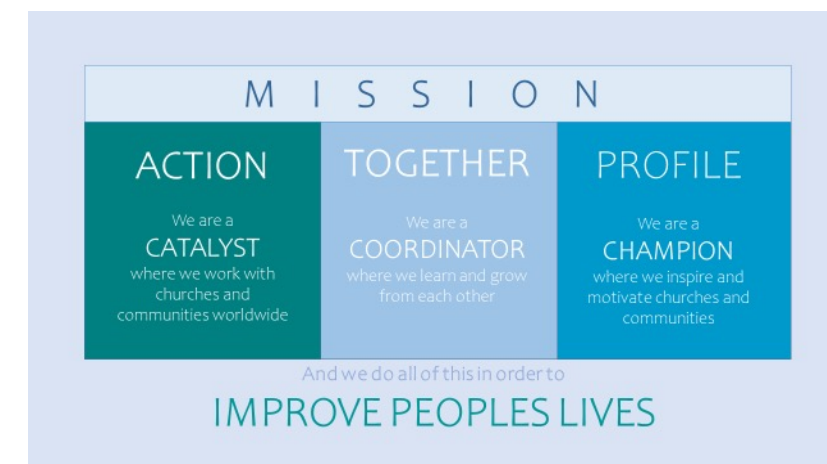 MISSION
ACTION
We are a
CATALYST
where we work with
churches and
communities worldwide
TOGETHER
We are a
COORDINATOR
where we learn and grow
from each other
PROFILE
We are a
CHAMPION
where we inspire and
motivate churches and
communities
And we do all of this in order to
IMPROVE PEOPLES LIVES